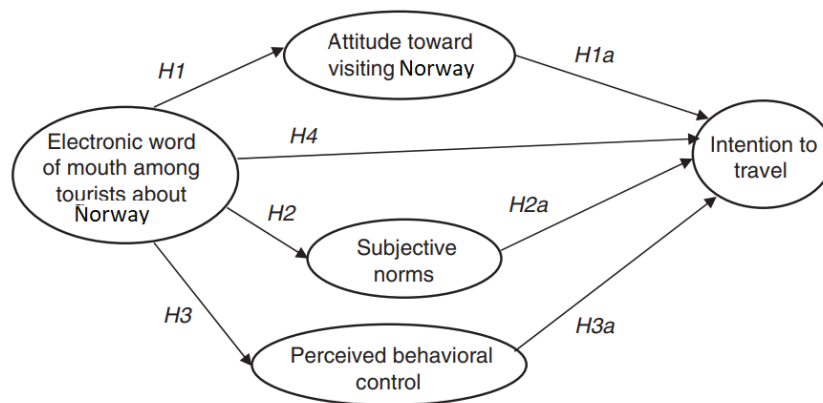 Attitude toward
visiting Norway
H1
H1a
Electronic word
of mouth among
tourists about
Norway
H4
Intention to
travel
H2
H2a
Subjective
norms
H3
H3a
Perceived behavioral
control